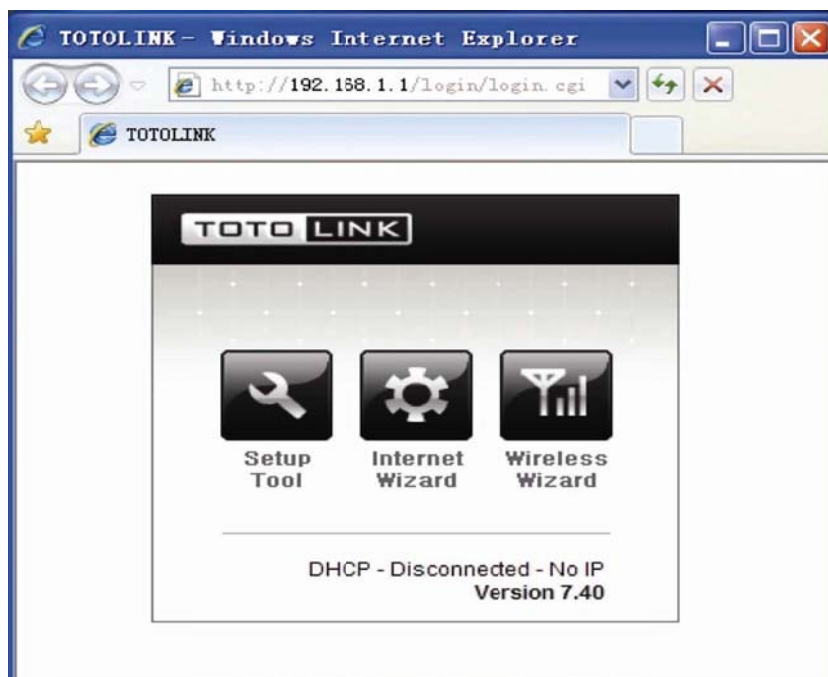 TOTOLINK - Windows Internet Explorer
http://192.168.1.1/login/login.cgi
TOTOLINK
TOTO LINK
Setup Tool
Internet Wizard
Wireless Wizard
DHCP - Disconnected - No IP
Version 7.40